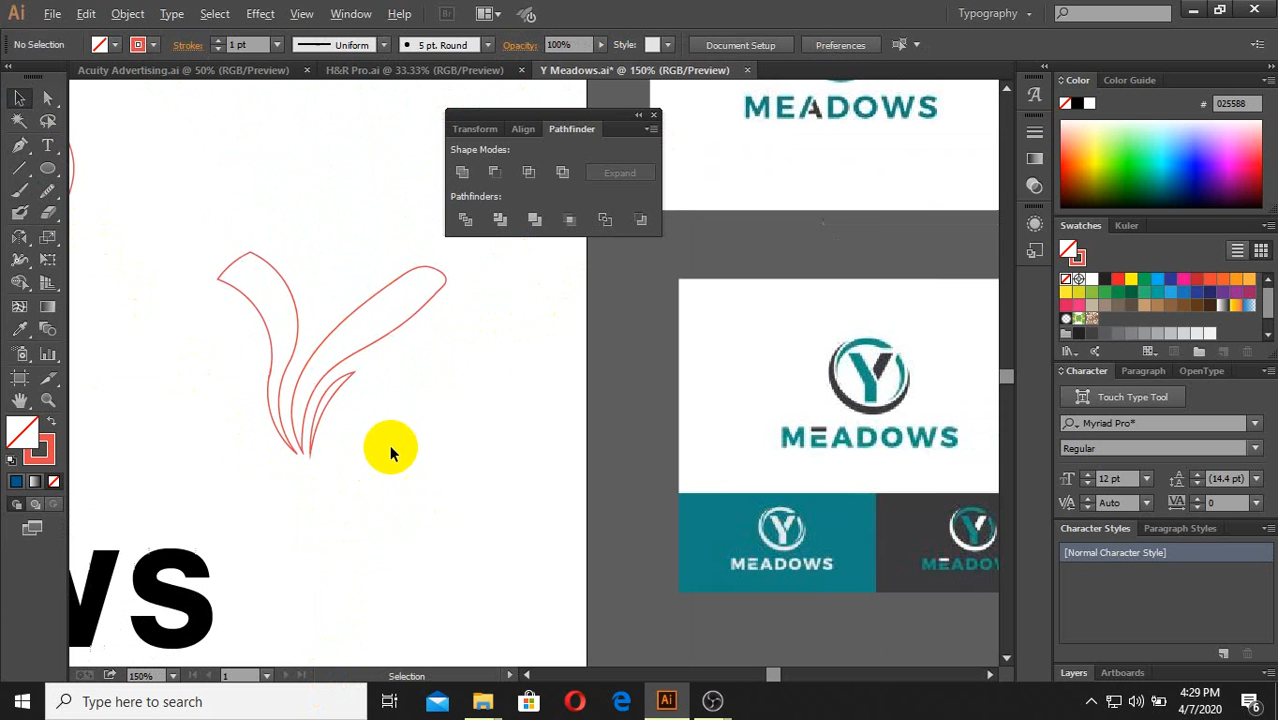 Ai File Edit Object Type Select Effect View Window Help Br Typography
No Selection Stroke: 1 pt Uniform 5 pt. Round Opacity: 100% Style: Document Setup Preferences
Acuity Advertising.ai @ 50% (RGB/Preview) × H&R Pro.ai @ 33.33% (RGB/Preview) × Y Meadows.ai* @ 150% (RGB/Preview) ×
Color Color Guide
# 025588
Transform Align Pathfinder
Shape Modes:
Expand
Pathfinders:
MEADOWS
Swatches Kuler
Y
MEADOWS
Character Paragraph OpenType
Touch Type Tool
Myriad Pro*
Regular
12 pt (14.4 pt)
Auto 0
Character Styles Paragraph Styles
[Normal Character Style]
Y
MEADOWS
Y
MEADO
ws
Layers Artboards
150% 1 Selection
Type here to search
Ai
4:29 PM
4/7/2020
6